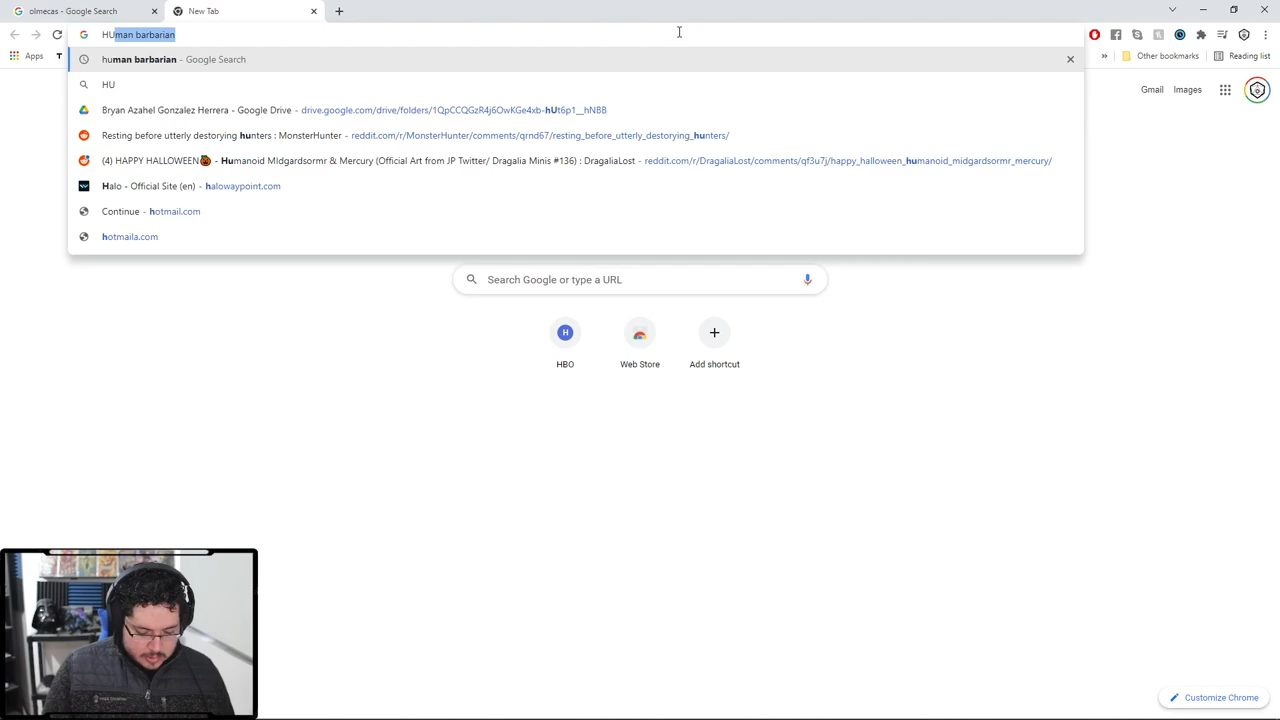 olmecas - Google Search
New Tab
HUman barbarian
Apps
T
»
Other bookmarks
Reading list
human barbarian - Google Search
HU
Bryan Azahel Gonzalez Herrera - Google Drive - drive.google.com/drive/folders/1QpCCQGzR4j6OwKGe4xb-hUt6p1__hNB8
Resting before utterly destorying hunters : MonsterHunter - reddit.com/r/MonsterHunter/comments/qrnd67/resting_before_utterly_destorying_hunters/
(4) HAPPY HALLOWEEN🎃 - Humanoid MIdgardsormr & Mercury (Official Art from JP Twitter/ Dragalia Minis #136) : DragaliaLost - reddit.com/r/DragaliaLost/comments/qf3u7j/happy_halloween_humanoid_midgardsormr_mercury/
Halo - Official Site (en) - halowaypoint.com
Continue - hotmail.com
hotmaila.com
Gmail
Images
Search Google or type a URL
H
HBO
Web Store
Add shortcut
Customize Chrome